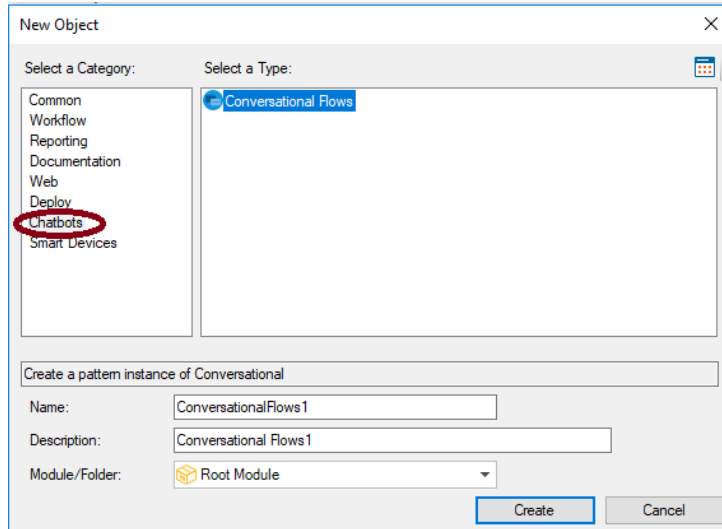 New Object
Select a Category:
Select a Type:
Common
Workflow
Reporting
Documentation
Web
Deploy
Chatbots
Smart Devices
Conversational Flows
Create a pattern instance of Conversational
Name:
ConversationalFlows1
Description:
Conversational Flows1
Module/Folder:
Root Module
Create
Cancel